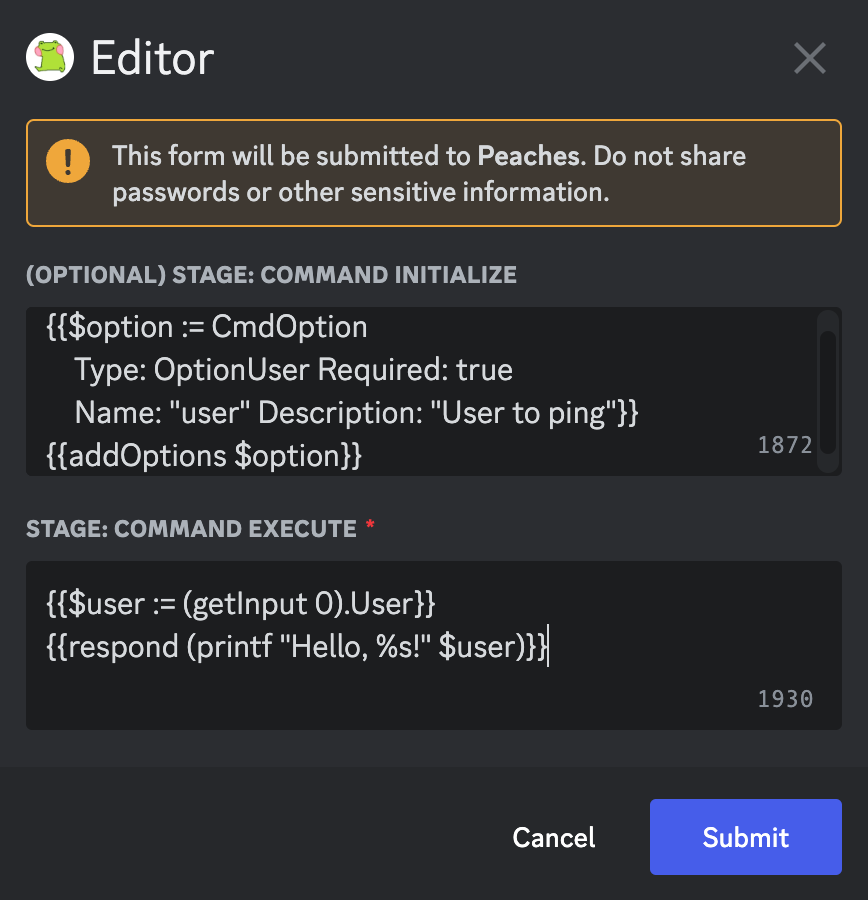 Editor
This form will be submitted to Peaches. Do not share
passwords or other sensitive information.
(OPTIONAL) STAGE: COMMAND INITIALIZE
{{$option := CmdOption
Type: OptionUser Required: true
Name: "user" Description: "User to ping"}}
{{addOptions $option}}
1872
STAGE: COMMAND EXECUTE *
{{$user := (getInput 0).User}}
{{respond (printf "Hello, %s!" $user)}}
1930
Cancel
Submit